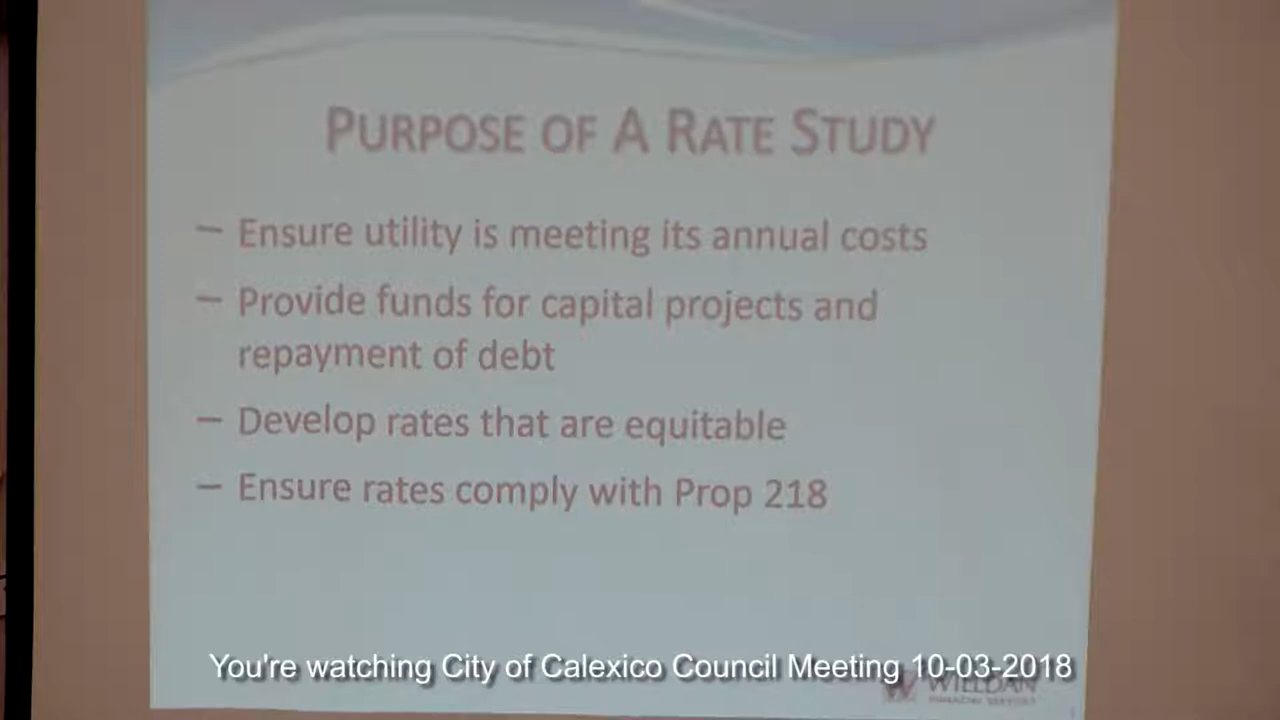 PURPOSE OF A RATE STUDY
– Ensure utility is meeting its annual costs
– Provide funds for capital projects and
repayment of debt
– Develop rates that are equitable
– Ensure rates comply with Prop 218
You're watching City of Calexico Council Meeting 10-03-2018
WILLDAN